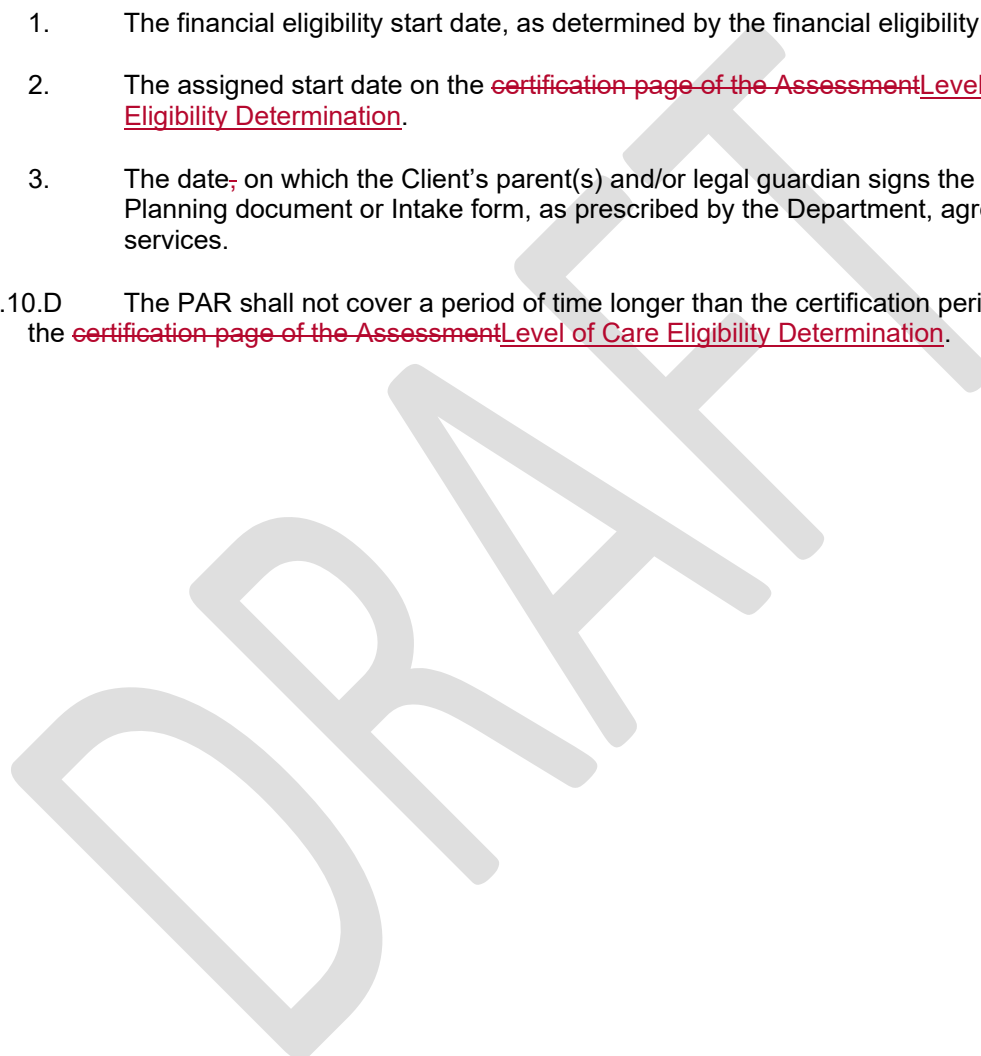 1. The financial eligibility start date, as determined by the financial eligibility
2. The assigned start date on the certification page of the AssessmentLevel
Eligibility Determination.
3. The date, on which the Client's parent(s) and/or legal guardian signs the
Planning document or Intake form, as prescribed by the Department,
services.
.10.D The PAR shall not cover a period of time longer than the certification
the certification page of the AssessmentLevel of Care Eligibility Determination.
DRAFT